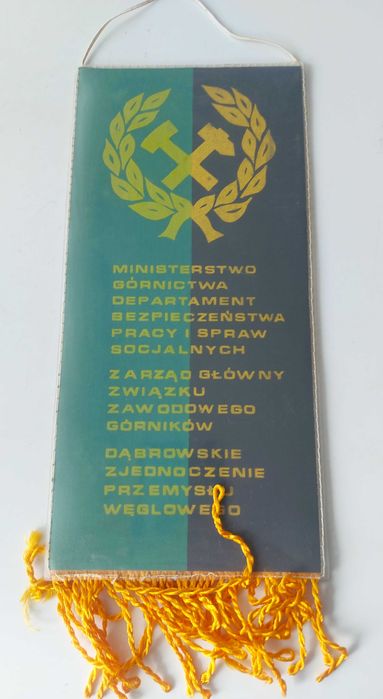 MINISTERSTWO
GÓRNICTWA
DEPARTAMENT
BEZPIECZEŃSTWA
PRACY I SPRAW
SOCJALNYCH
ZARZĄD GŁÓWNY
ZWIĄZKU
ZAWODOWEGO
GÓRNIKÓW
DĄBROWSKIE
ZJEDNOCZENIE
PRZEMYSŁU
WĘGLOWEGO